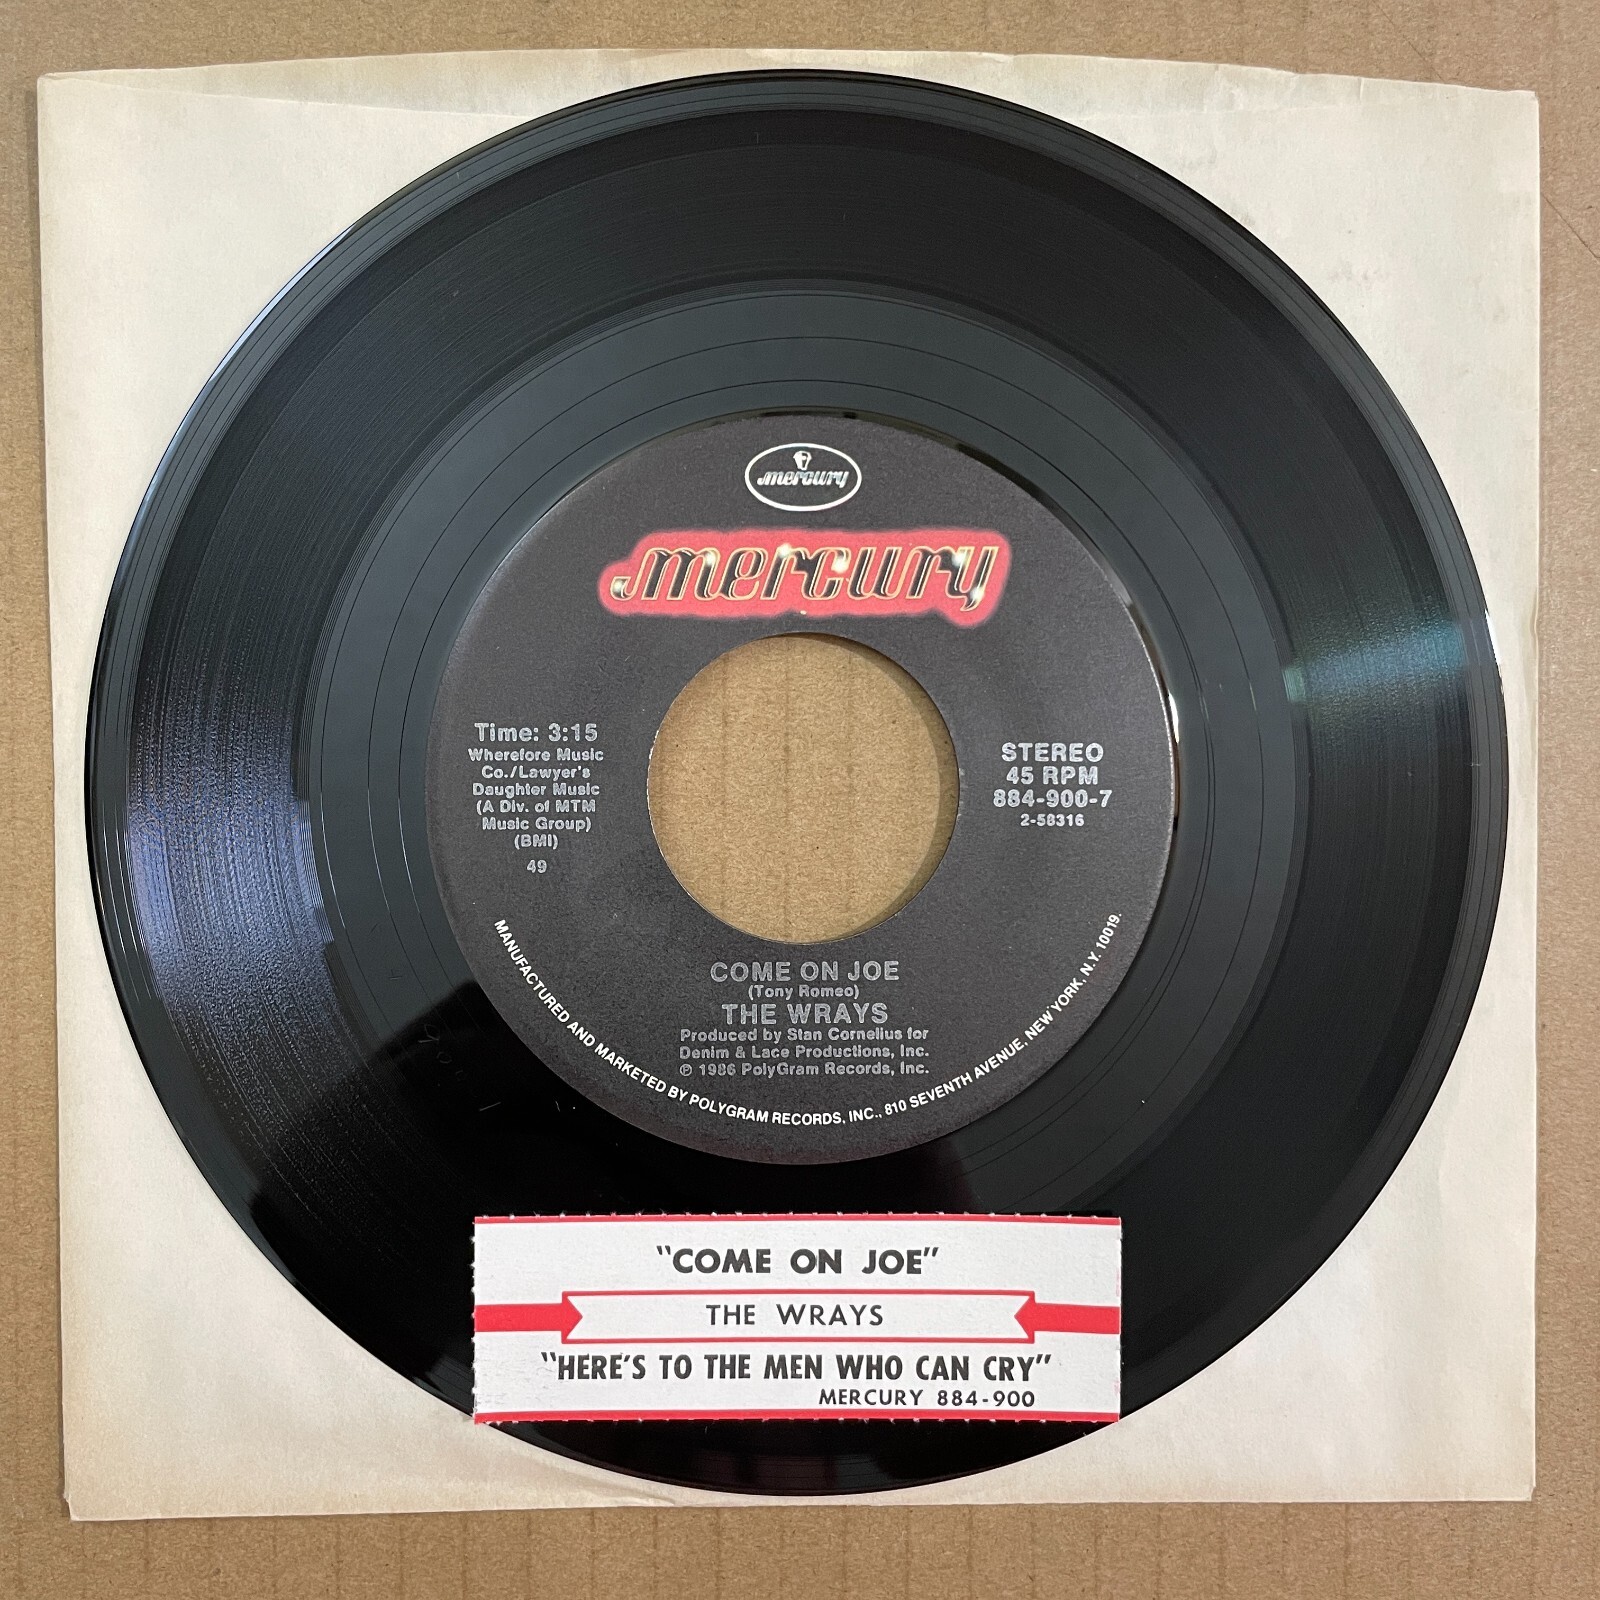 mercury
mercury
Time: 3:15
Wherefore Music
Co./Lawyer's
Daughter Music
(A Div. of MTM
Music Group)
(BMI)
49
STEREO
45 RPM
884-900-7
2-58316
COME ON JOE
(Tony Romeo)
THE WRAYS
Produced by Stan Cornelius for
Denim & Lace Productions, Inc.
℗ 1986 PolyGram Records, Inc.
MANUFACTURED AND MARKETED BY POLYGRAM RECORDS, INC., 810 SEVENTH AVENUE, NEW YORK, N.Y. 10019.
"COME ON JOE"
THE WRAYS
"HERE'S TO THE MEN WHO CAN CRY"
MERCURY 884-900